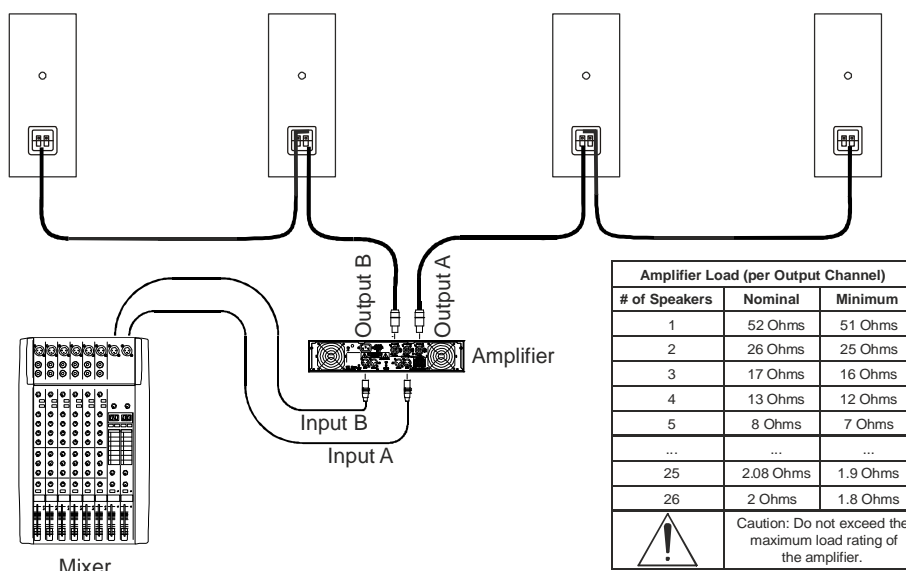 Output B
Output A
Amplifier
Input B
Input A
Mixer
Amplifier Load (per Output Channel)
# of Speakers Nominal Minimum
1 52 Ohms 51 Ohms
2 26 Ohms 25 Ohms
3 17 Ohms 16 Ohms
4 13 Ohms 12 Ohms
5 8 Ohms 7 Ohms
... ... ...
25 2.08 Ohms 1.9 Ohms
26 2 Ohms 1.8 Ohms
Caution: Do not exceed the
maximum load rating of
the amplifier.